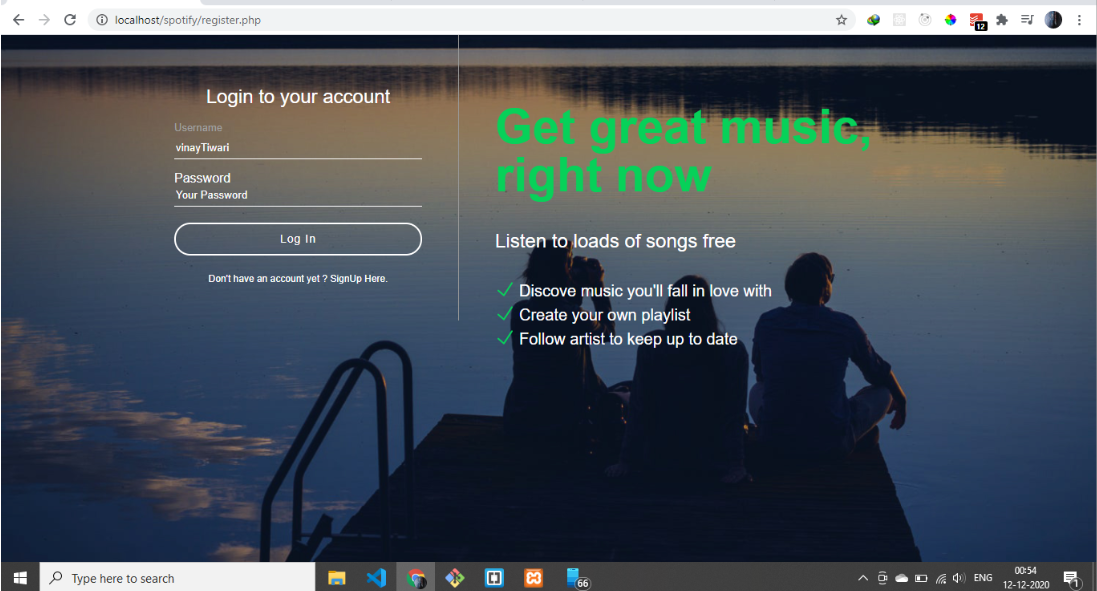 localhost/spotify/register.php
12
Login to your account
Username
vinayTiwari
Password
Your Password
Log In
Don't have an account yet ? SignUp Here.
Get great music,
right now
Listen to loads of songs free
Discove music you'll fall in love with
Create your own playlist
Follow artist to keep up to date
Type here to search
66
ENG
00:54
12-12-2020
1